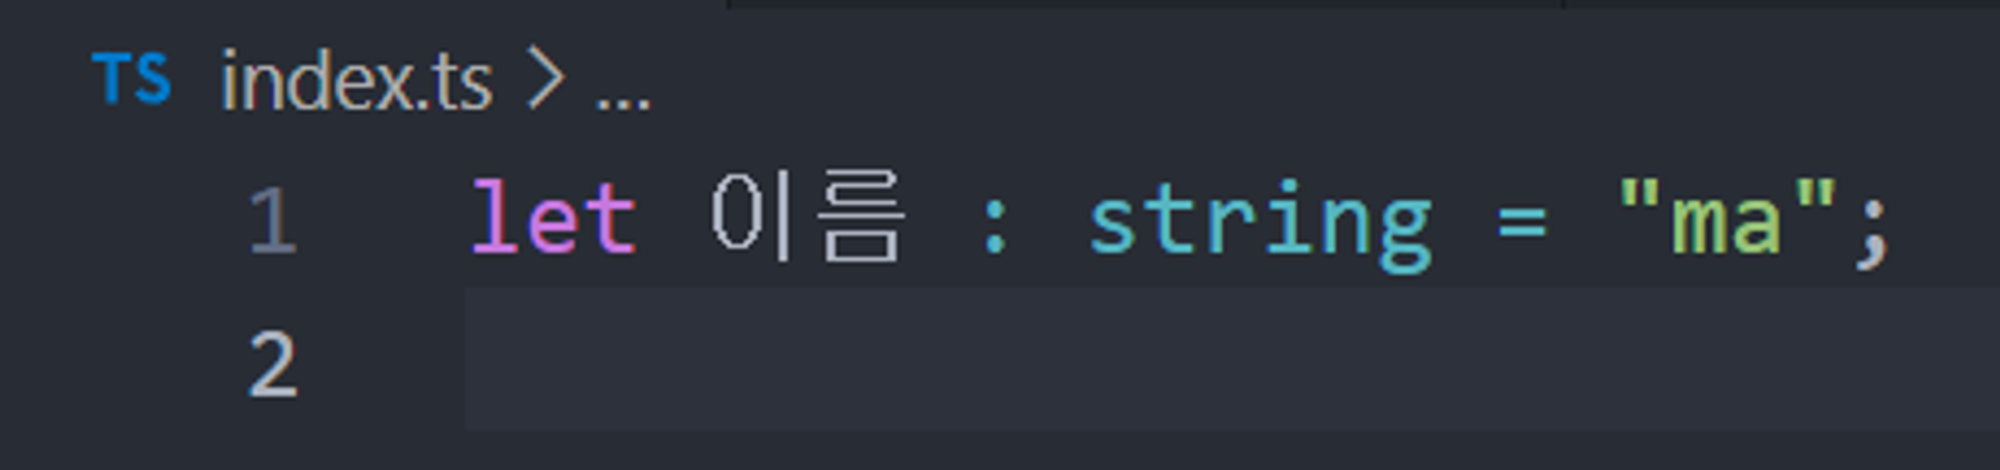 TS index.ts > ...
1 let 이름 : string = "ma";
2